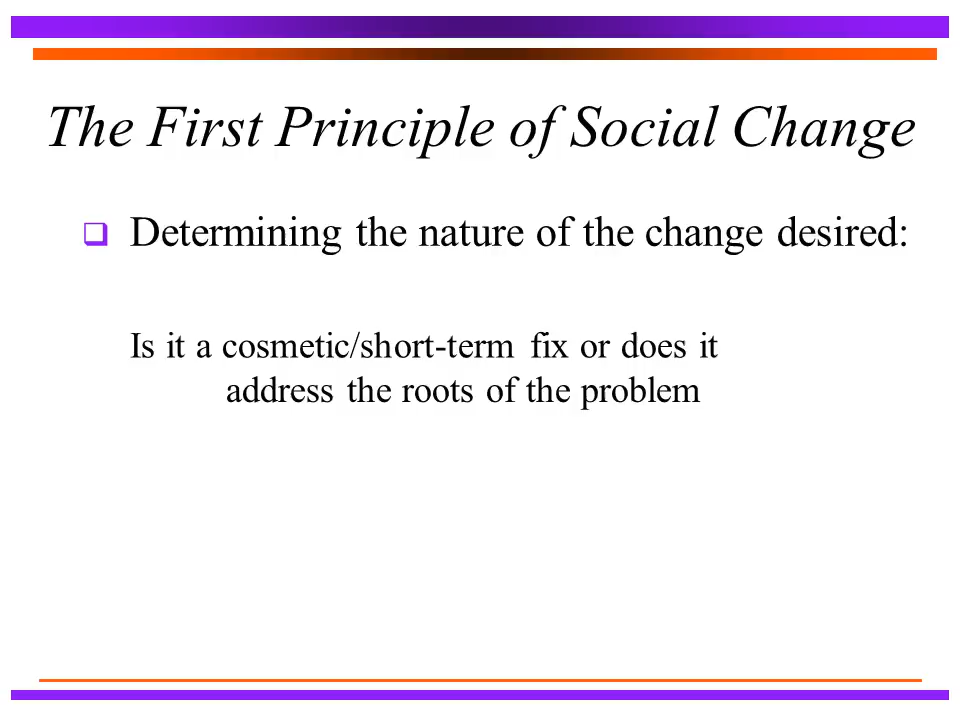 The First Principle of Social Change
Determining the nature of the change desired:
Is it a cosmetic/short-term fix or does it
address the roots of the problem